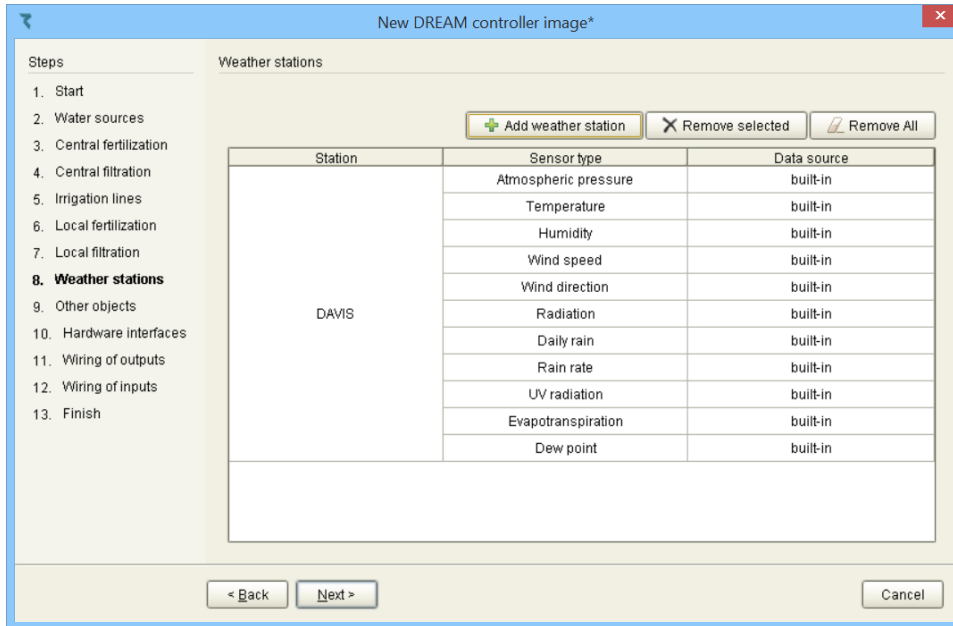 New DREAM controller image*
Steps
1. Start
2. Water sources
3. Central fertilization
4. Central filtration
5. Irrigation lines
6. Local fertilization
7. Local filtration
8. Weather stations
9. Other objects
10. Hardware interfaces
11. Wiring of outputs
12. Wiring of inputs
13. Finish
Weather stations
Add weather station Remove selected Remove All
Station Sensor type Data source
Atmospheric pressure built-in
Temperature built-in
Humidity built-in
Wind speed built-in
Wind direction built-in
DAVIS Radiation built-in
Daily rain built-in
Rain rate built-in
UV radiation built-in
Evapotranspiration built-in
Dew point built-in
< Back Next > Cancel